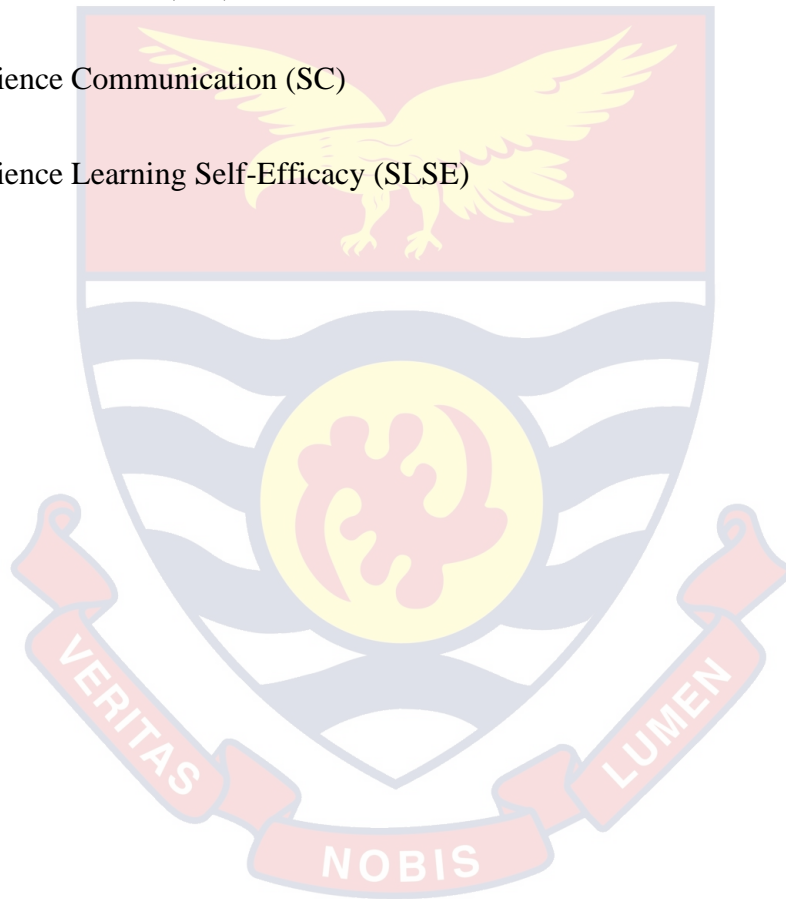 ience Communication (SC)
ience Learning Self-Efficacy (SLSE)
VERITAS
NOBIS
LUMEN